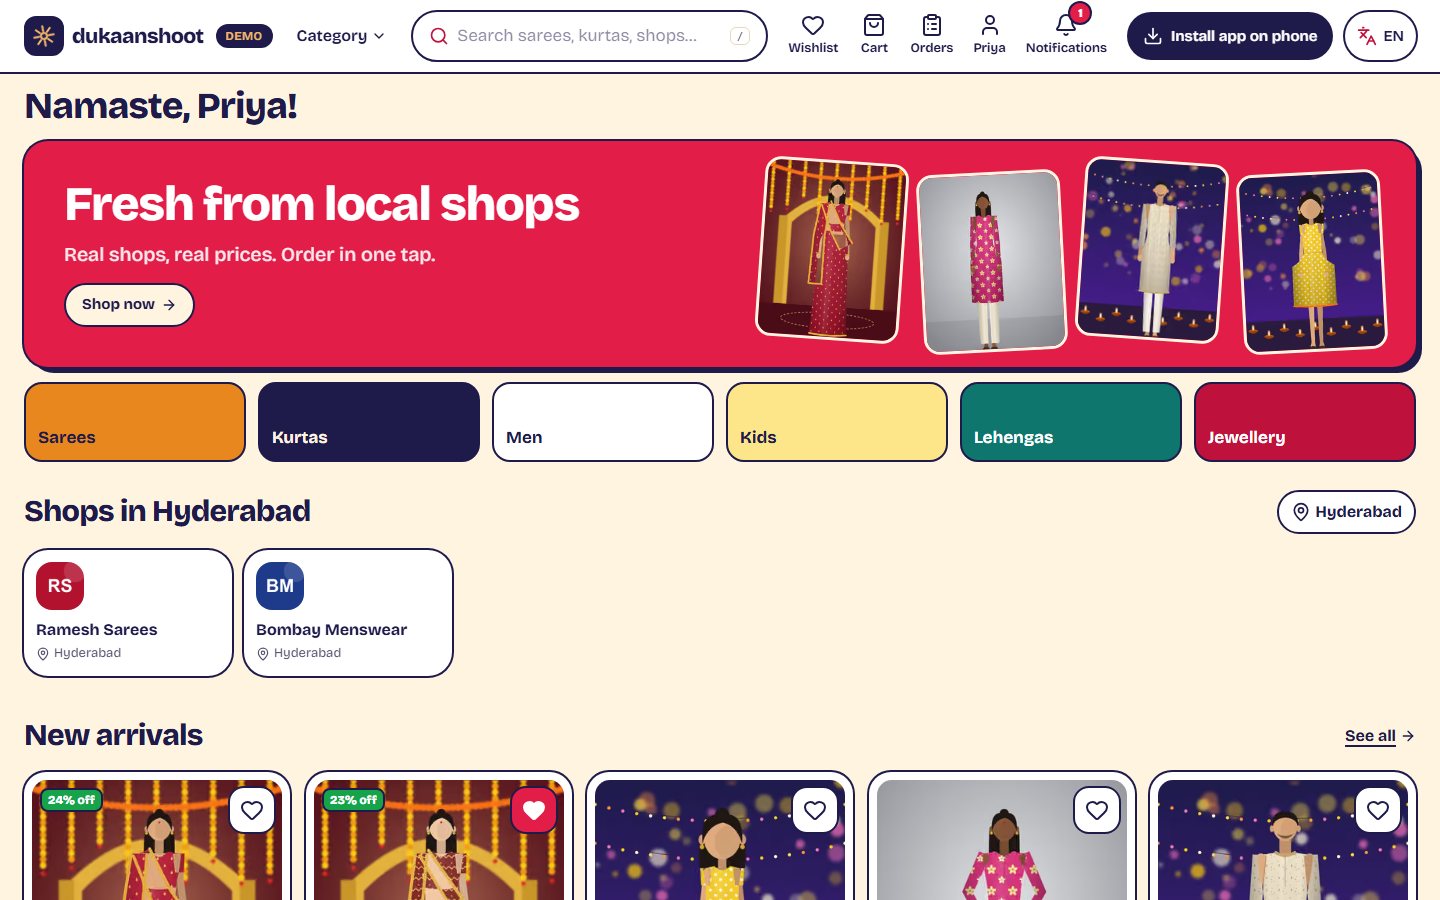 dukaanshoot DEMO Category Search sarees, kurtas, shops... / Wishlist Cart Orders Priya 1 Notifications Install app on phone EN
Namaste, Priya!
Fresh from local shops
Real shops, real prices. Order in one tap.
Shop now
Sarees Kurtas Men Kids Lehengas Jewellery
Shops in Hyderabad Hyderabad
RS BM
Ramesh Sarees Bombay Menswear
Hyderabad Hyderabad
New arrivals See all
24% off 23% off